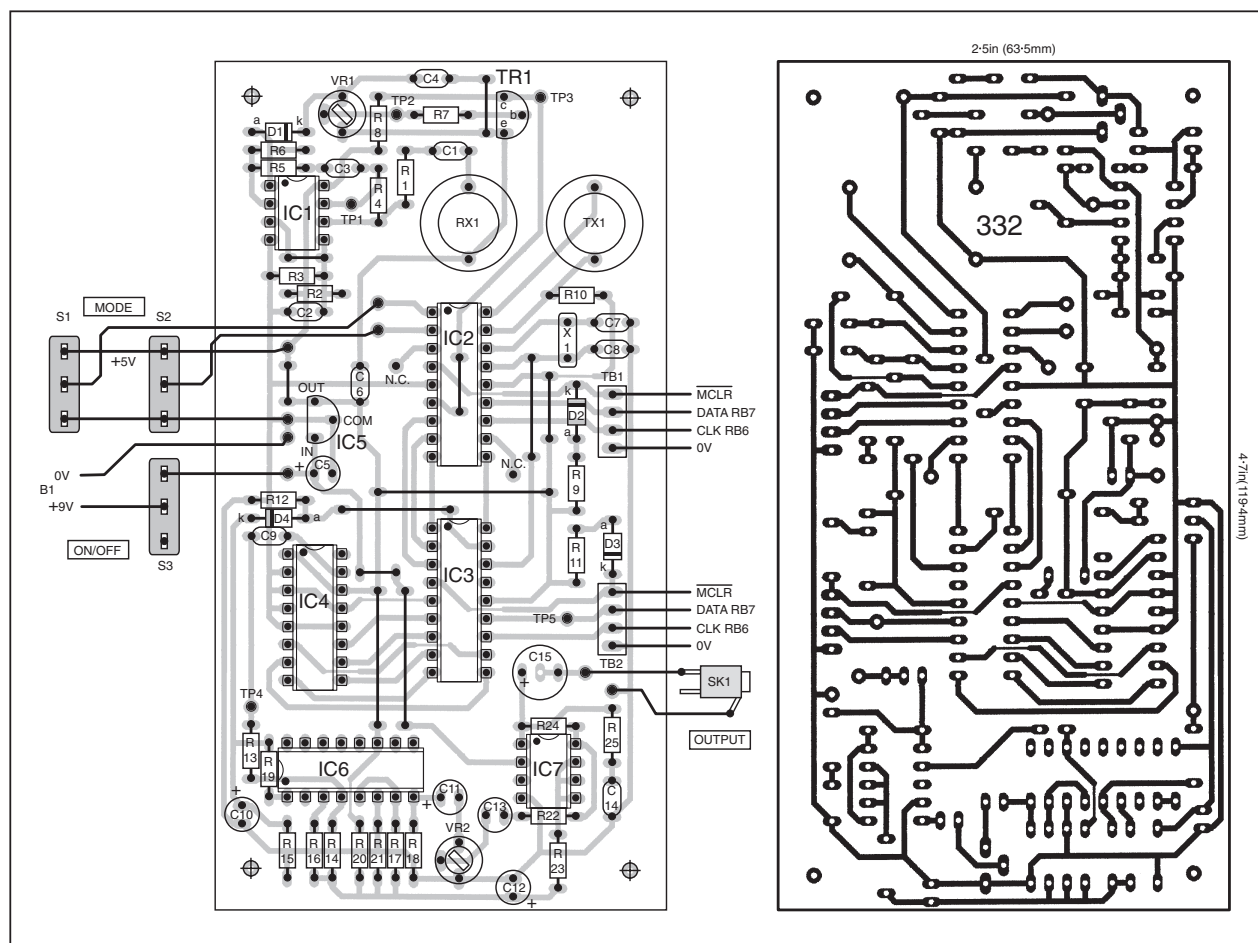 2·5in (63·5mm)
4·7in(119·4mm)
332
VR1
C4
TR1
TP2
R7
c
b
e
TP3
a
D1
k
R8
R6
R5
C3
R4
R1
C1
IC1
TP1
RX1
TX1
R3
R2
C2
R10
S1
MODE
S2
+5V
IC2
X1
C7
C8
C6
N.C.
TB1
OUT
COM
IN
IC5
C5
+
k
D2
a
MCLR
DATA RB7
CLK RB6
0V
0V
B1
+9V
N.C.
R9
R12
k
D4
a
C9
ON/OFF
S3
R11
a
D3
k
IC4
IC3
MCLR
DATA RB7
CLK RB6
0V
TP5
TB2
C15
+
SK1
OUTPUT
TP4
R13
R19
IC6
R24
IC7
R25
C14
R22
+
C10
+
C11
C13
VR2
R15
R16
R14
R20
R21
R17
R18
R23
C12
+